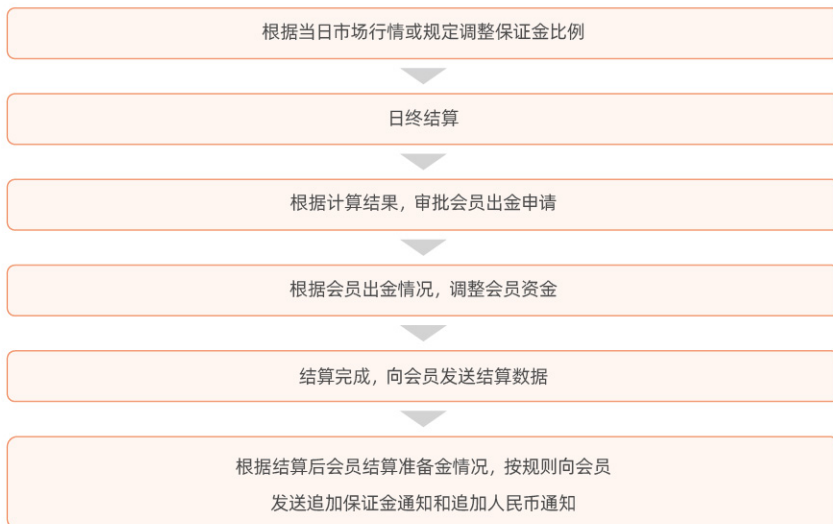 根据当日市场行情或规定调整保证金比例
日终结算
根据计算结果，审批会员出金申请
根据会员出金情况，调整会员资金
结算完成，向会员发送结算数据
根据结算后会员结算准备金情况，按规则向会员
发送追加保证金通知和追加人民币通知